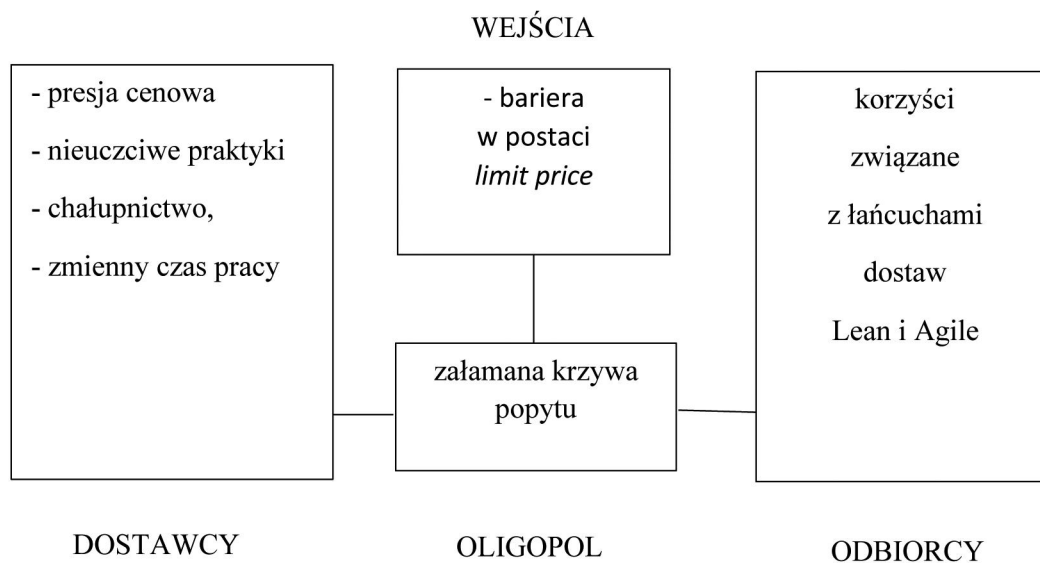 WEJŚCIA
- presja cenowa
- nieuczciwe praktyki
- chałupnictwo,
- zmienny czas pracy
- bariera
w postaci
limit price
korzyści
związane
z łańcuchami
dostaw
Lean i Agile
załamana krzywa
popytu
DOSTAWCY
OLIGOPOL
ODBIORCY